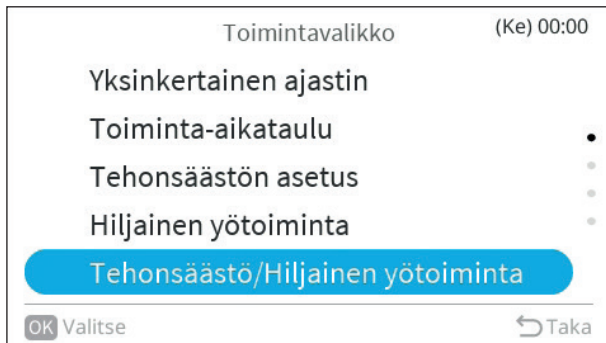 Toimintavalikko (Ke) 00:00
Yksinkertainen ajastin
Toiminta-aikataulu
Tehonsäästön asetus
Hiljainen yötoiminta
Tehonsäästö/Hiljainen yötoiminta
OK Valitse Taka